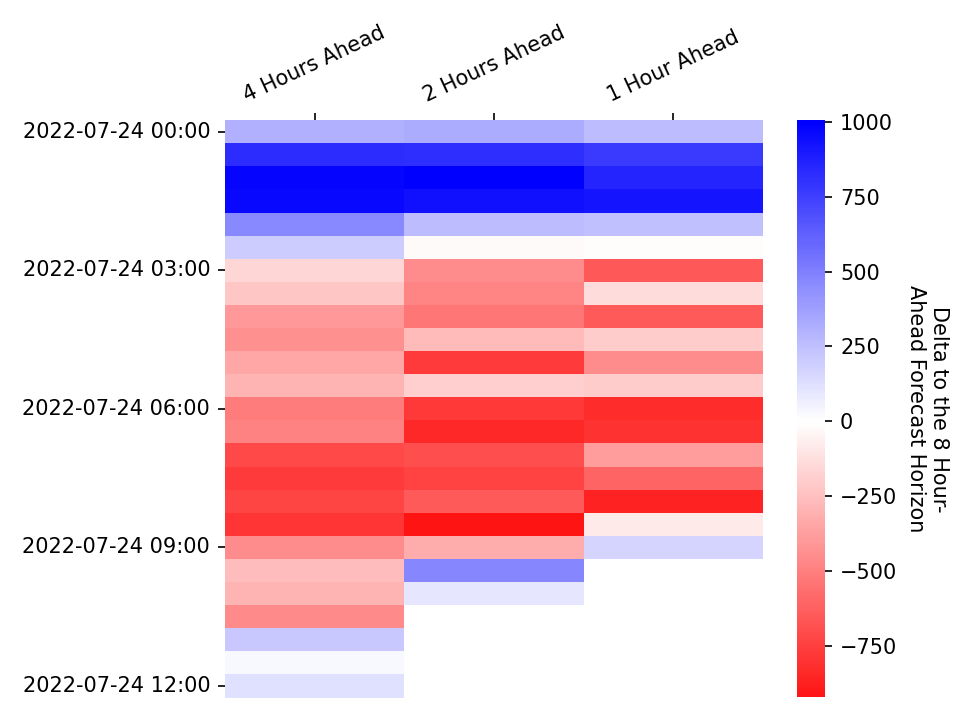 4 Hours Ahead
2 Hours Ahead
1 Hour Ahead
2022-07-24 00:00
2022-07-24 03:00
2022-07-24 06:00
2022-07-24 09:00
2022-07-24 12:00
1000
750
500
250
0
−250
−500
−750
Delta to the 8 Hour-
Ahead Forecast Horizon